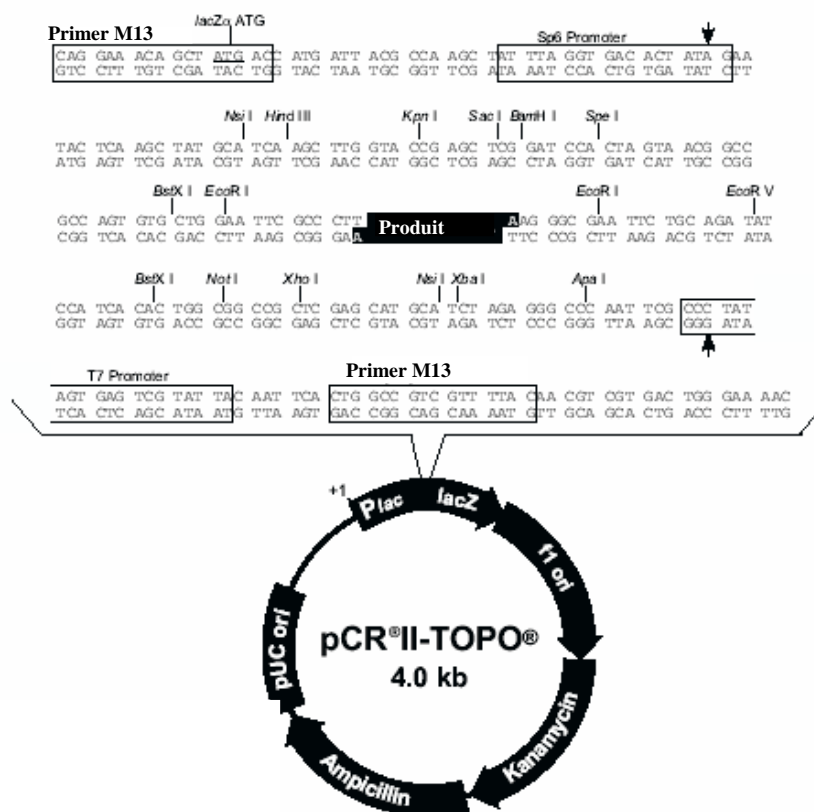 lacZα ATG
Primer M13
Sp6 Promoter
CAG GAA ACA GCT ATG ACC ATG ATT ACG CCA AGC TAT TTA GGT GAC ACT ATA GAA
GTC CTT TGT CGA TAC TGG TAC TAA TGC GGT TCG ATA AAT CCA CTG TGA TAT CTT
Nsi I Hind III Kpn I Sac I BamH I Spe I
TAC TCA AGC TAT GCA TCA AGC TTG GTA CCG AGC TCG GAT CCA CTA GTA ACG GCC
ATG AGT TCG ATA CGT AGT TCG AAC CAT GGC TCG AGC CTA GGT GAT CAT TGC CGG
BstX I EcoR I EcoR I EcoR V
GCC AGT GTG CTG GAA TTC GCC CTT Produit AAG GGC GAA TTC TGC AGA TAT
CGG TCA CAC GAC CTT AAG CGG GAA TTC CCG CTT AAG ACG TCT ATA
BstX I Not I Xho I Nsi I Xba I Apa I
CCA TCA CAC TGG CGG CCG CTC GAG CAT GCA TCT AGA GGG CCC AAT TCG CCC TAT
GGT AGT GTG ACC GCC GGC GAG CTC GTA CGT AGA TCT CCC GGG TTA AGC GGG ATA
T7 Promoter
Primer M13
AGT GAG TCG TAT TAC AAT TCA CTG GCC GTC GTT TTA CAA CGT CGT GAC TGG GAA AAC
TCA CTC AGC ATA ATG TTA AGT GAC CGG CAG CAA AAT GTT GCA GCA CTG ACC CTT TTG
+1
Plac lacZ
f1 ori
Kanamycin
Ampicillin
pUC ori
pCR®II-TOPO®
4.0 kb